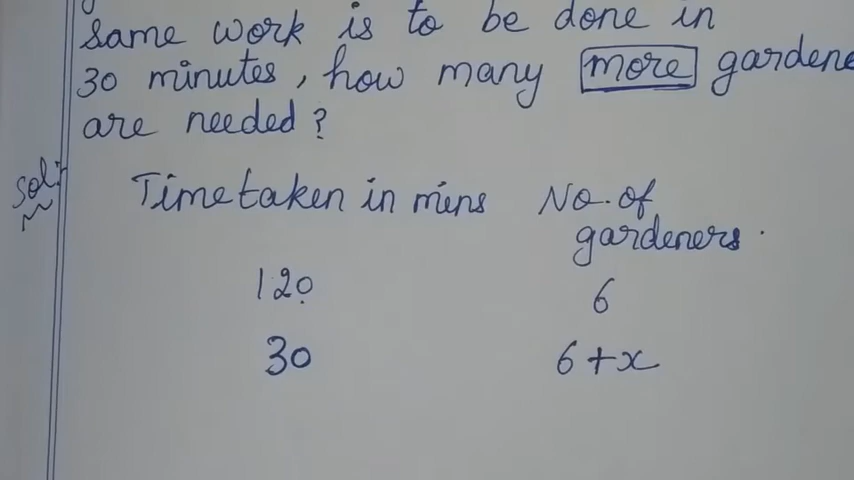 same work is to be done in
30 minutes, how many more gardene
are needed?
Sol:
Time taken in mins No. of
gardeners.
120 6
30 6+x